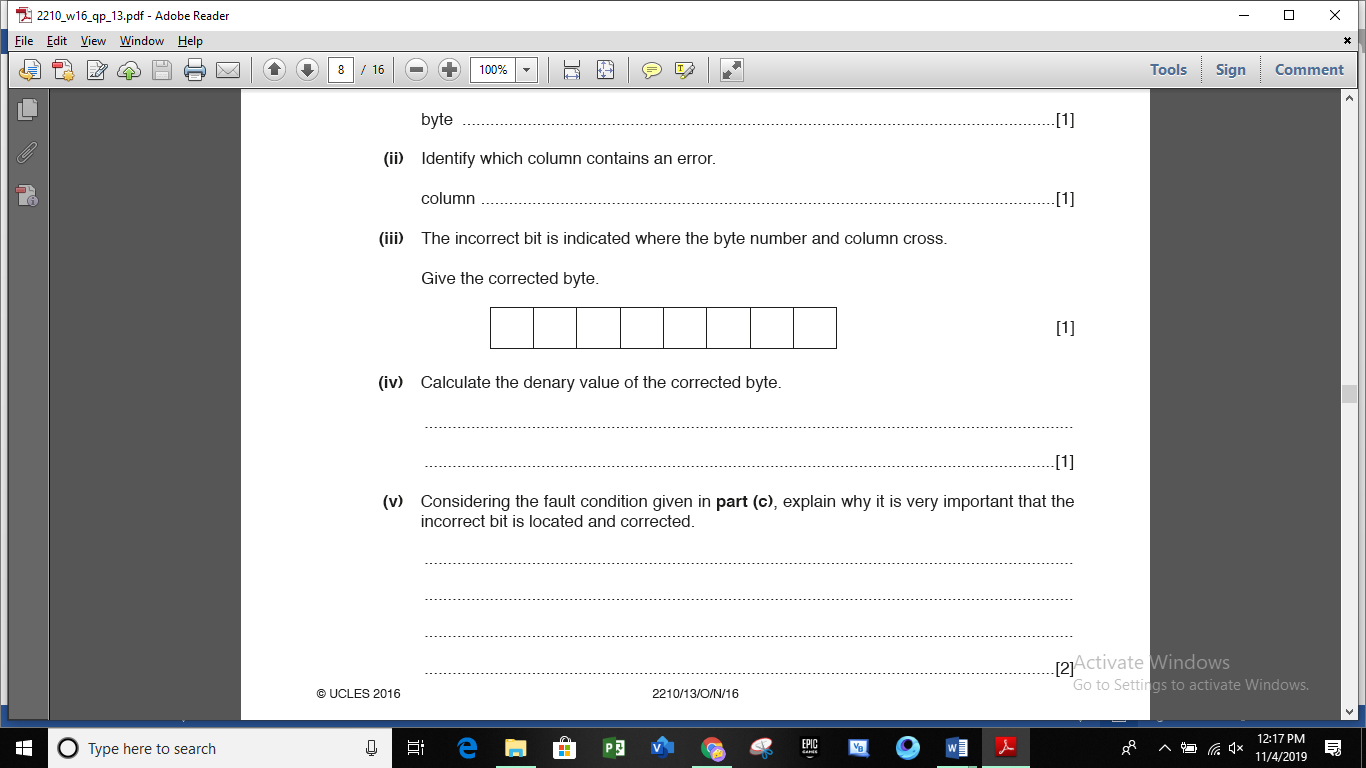 2210_w16_qp_13.pdf - Adobe Reader
File Edit View Window Help
8 / 16 100% Tools Sign Comment
byte ........................................................................................................................[1]
(ii) Identify which column contains an error.
column ........................................................................................................................[1]
(iii) The incorrect bit is indicated where the byte number and column cross.
Give the corrected byte.
[1]
(iv) Calculate the denary value of the corrected byte.
........................................................................................................................
........................................................................................................................[1]
(v) Considering the fault condition given in part (c), explain why it is very important that the
incorrect bit is located and corrected.
........................................................................................................................
........................................................................................................................
........................................................................................................................
........................................................................................................................[2]
Activate Windows
Go to Settings to activate Windows.
© UCLES 2016 2210/13/O/N/16
Type here to search
EPIC GAMES
12:17 PM
11/4/2019